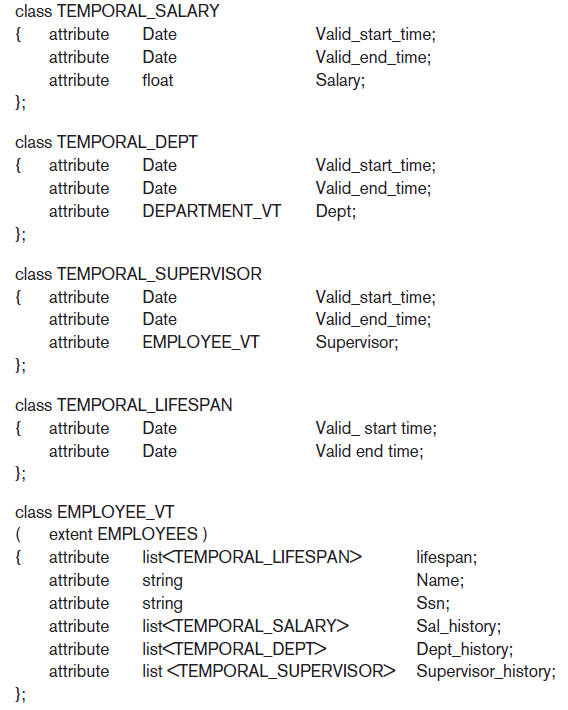 class TEMPORAL_SALARY
{ attribute Date Valid_start_time;
attribute Date Valid_end_time;
attribute float Salary;
};
class TEMPORAL_DEPT
{ attribute Date Valid_start_time;
attribute Date Valid_end_time;
attribute DEPARTMENT_VT Dept;
};
class TEMPORAL_SUPERVISOR
{ attribute Date Valid_start_time;
attribute Date Valid_end_time;
attribute EMPLOYEE_VT Supervisor;
};
class TEMPORAL_LIFESPAN
{ attribute Date Valid_ start time;
attribute Date Valid end time;
};
class EMPLOYEE_VT
( extent EMPLOYEES )
{ attribute list<TEMPORAL_LIFESPAN> lifespan;
attribute string Name;
attribute string Ssn;
attribute list<TEMPORAL_SALARY> Sal_history;
attribute list<TEMPORAL_DEPT> Dept_history;
attribute list <TEMPORAL_SUPERVISOR> Supervisor_history;
};